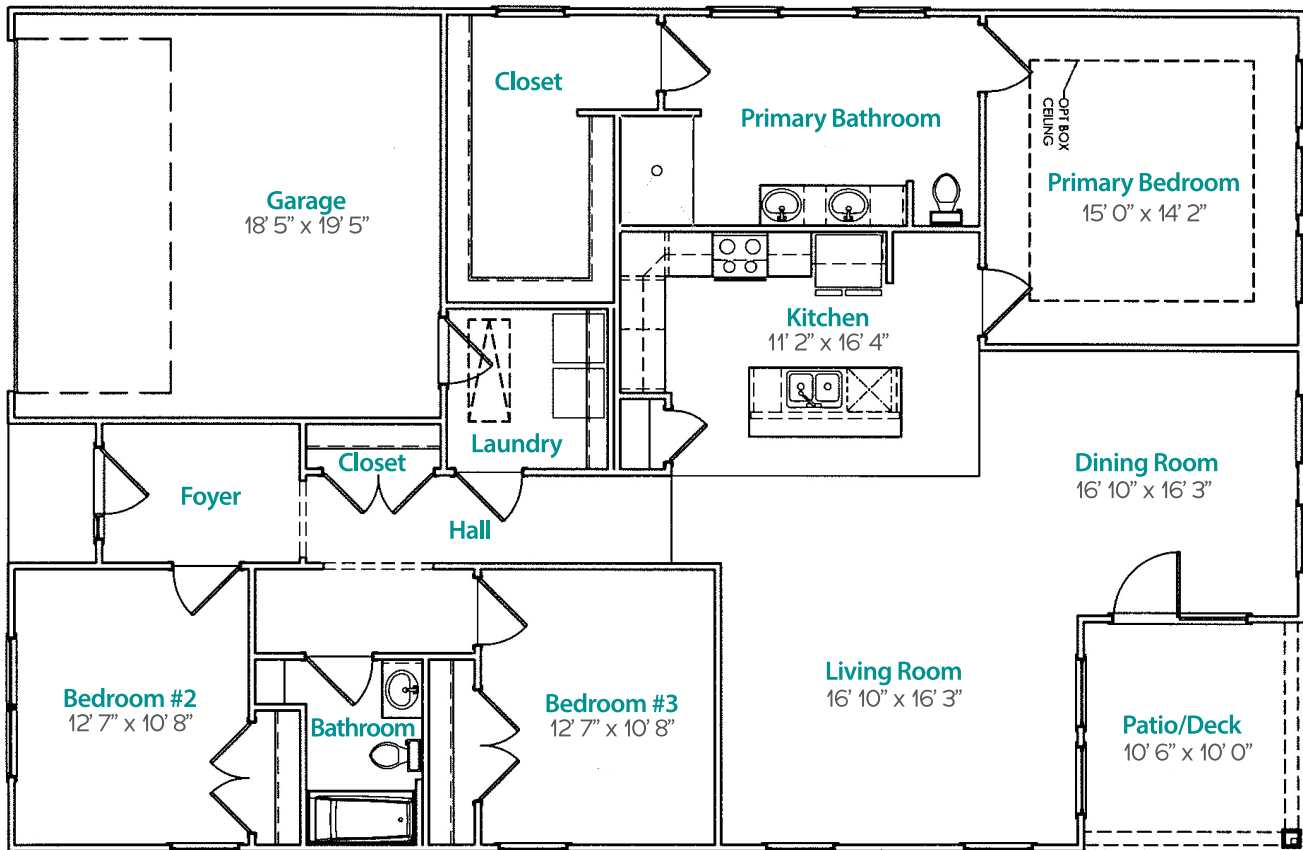 Closet
Primary Bathroom
OPT BOX
CEILING
Primary Bedroom
15’ 0” x 14’ 2”
Garage
18’ 5” x 19’ 5”
Kitchen
11’ 2” x 16’ 4”
Laundry
Closet
Foyer
Hall
Dining Room
16’ 10” x 16’ 3”
Bedroom #2
12’ 7” x 10’ 8”
Bathroom
Bedroom #3
12’ 7” x 10’ 8”
Living Room
16’ 10” x 16’ 3”
Patio/Deck
10’ 6” x 10’ 0”